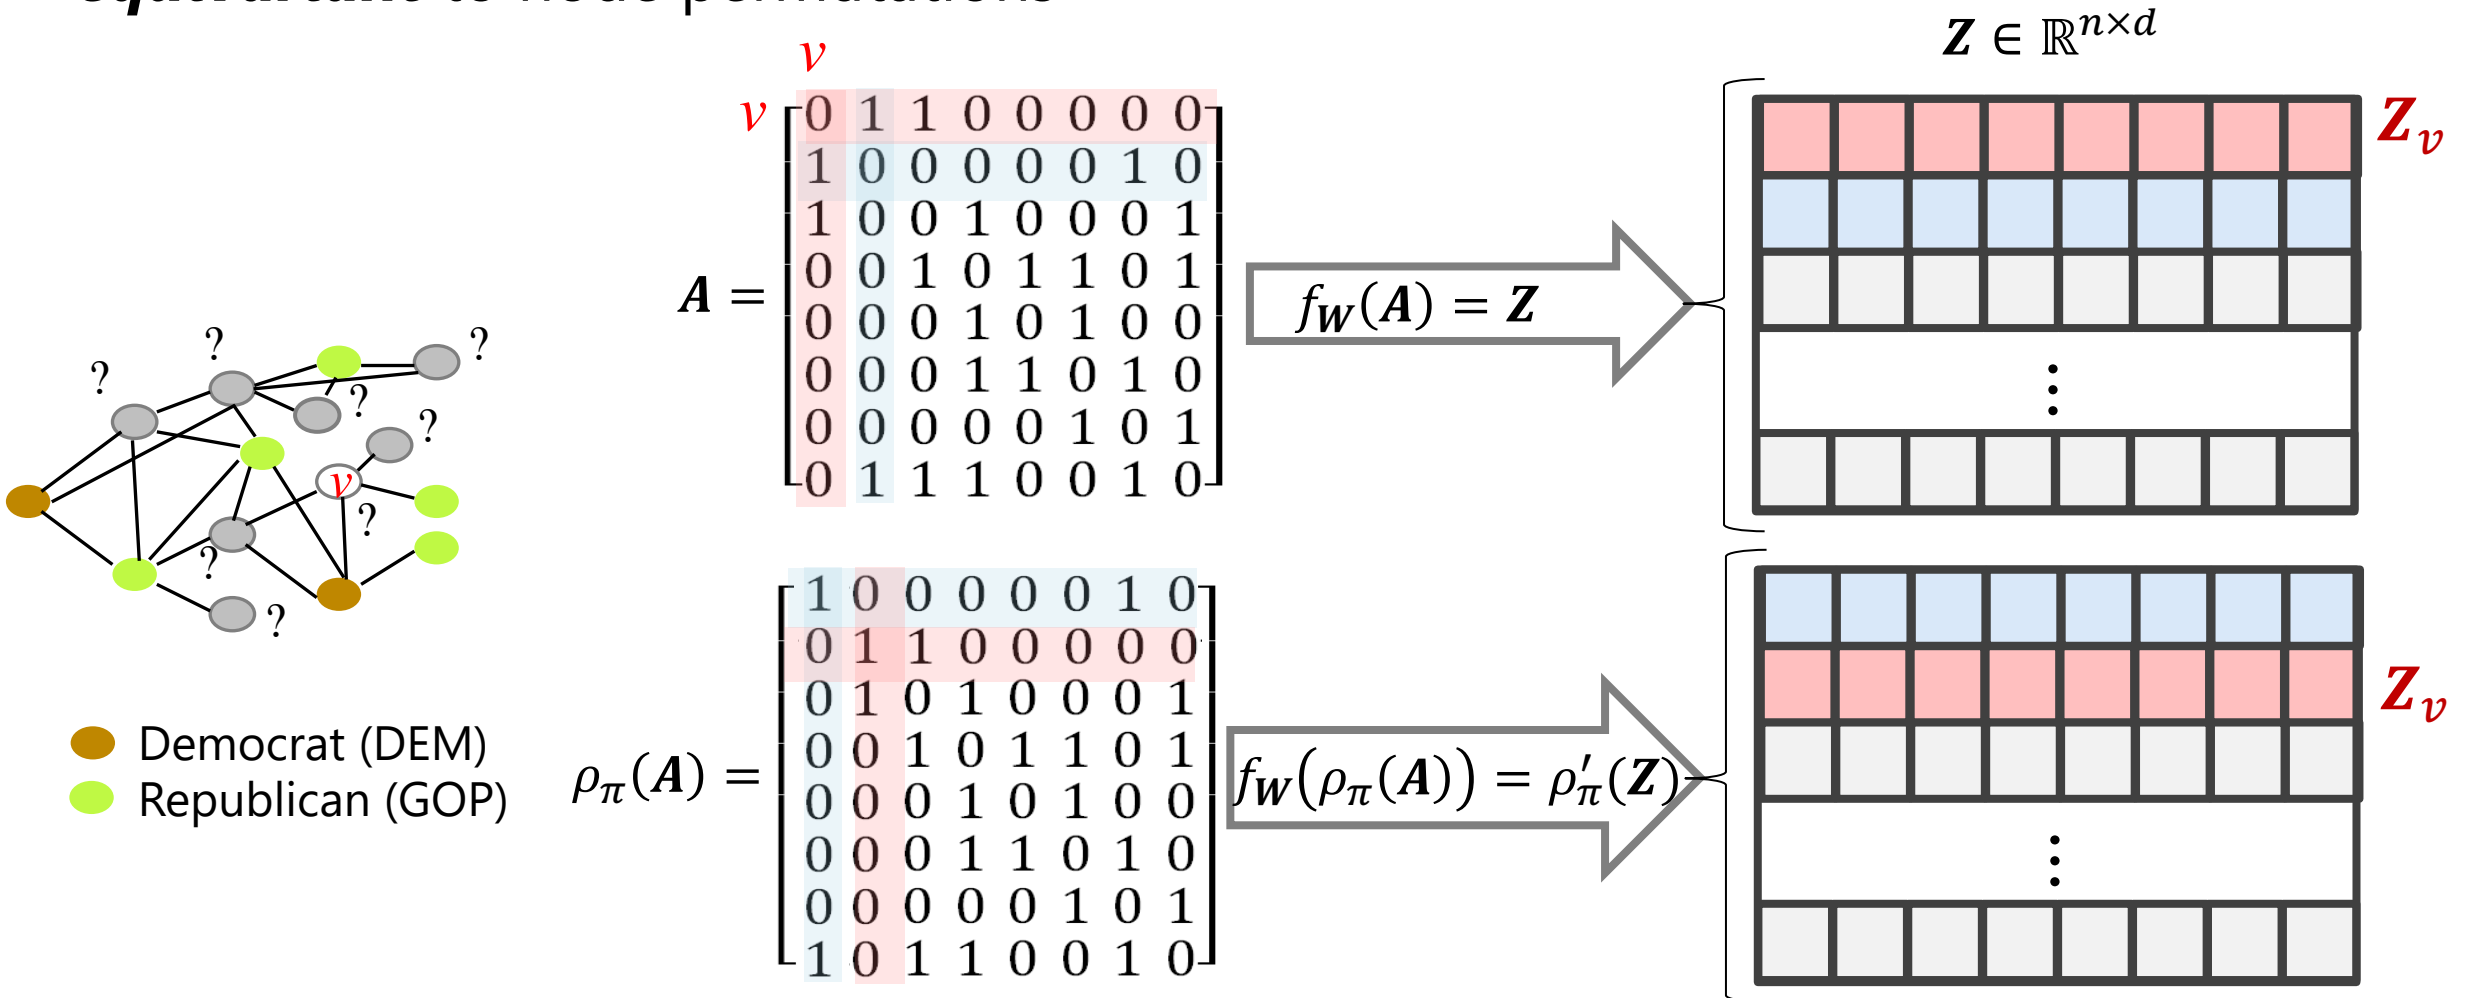 equivariant to node permutations
Z ∈ ℝ^{n×d}
v
v
A =
0 1 1 0 0 0 0 0
1 0 0 0 0 0 1 0
1 0 0 1 0 0 0 1
0 0 1 0 1 1 0 1
0 0 0 1 0 1 0 0
0 0 0 1 1 0 1 0
0 0 0 0 0 1 0 1
0 1 1 1 0 0 1 0
f_W(A) = Z
Z_v
⋮
? ? ? ? ? ? ? ?
v
Democrat (DEM)
Republican (GOP)
ρ_π(A) =
1 0 0 0 0 0 1 0
0 1 1 0 0 0 0 0
0 1 0 1 0 0 0 1
0 0 1 0 1 1 0 1
0 0 0 1 0 1 0 0
0 0 0 1 1 0 1 0
0 0 0 0 0 1 0 1
1 0 1 1 0 0 1 0
f_W(ρ_π(A)) = ρ′_π(Z)
Z_v
⋮